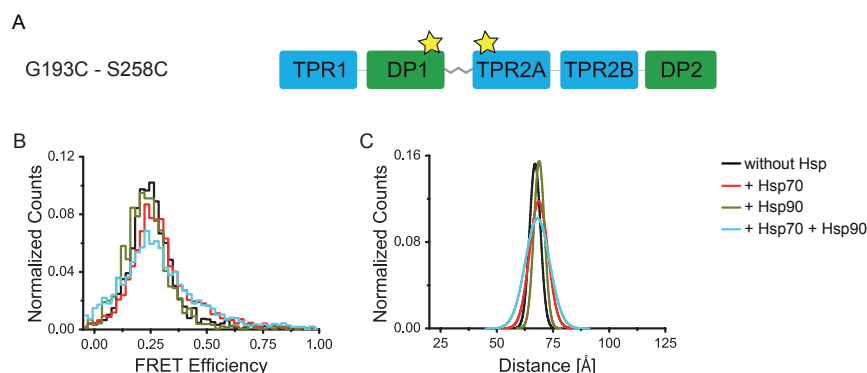 A
G193C - S258C
TPR1 DP1 TPR2A TPR2B DP2
B
Normalized Counts
0.12
0.08
0.04
0.00
0.00 0.25 0.50 0.75 1.00
FRET Efficiency
C
Normalized Counts
0.16
0.08
0.00
25 50 75 100 125
Distance [Å]
without Hsp
+ Hsp70
+ Hsp90
+ Hsp70 + Hsp90